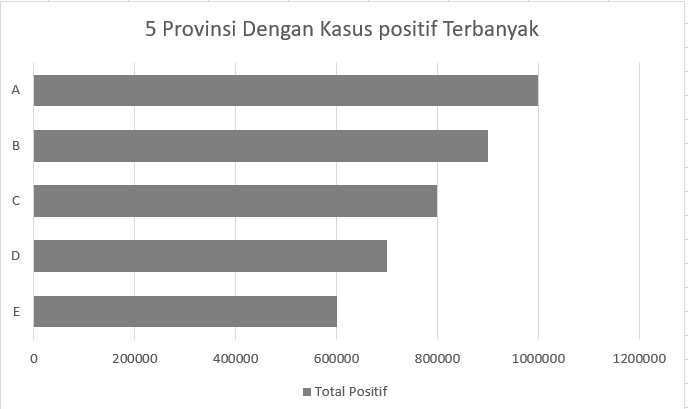 5 Provinsi Dengan Kasus positif Terbanyak
A
B
C
D
E
0 200000 400000 600000 800000 1000000 1200000
Total Positif